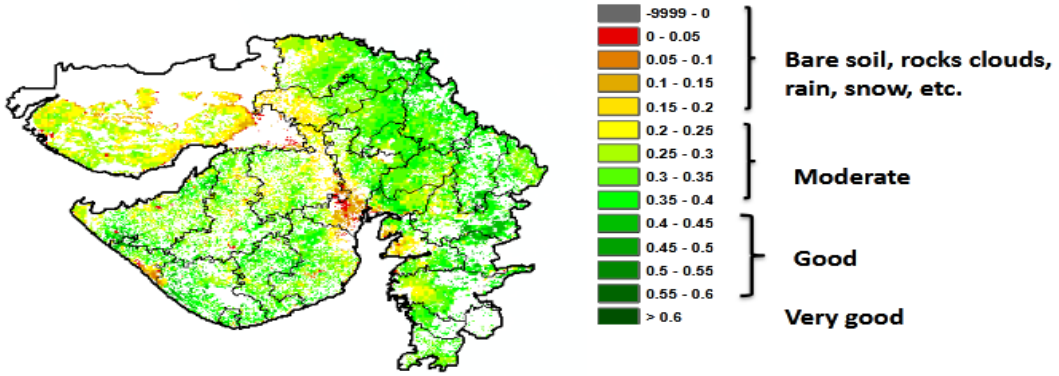 -9999 - 0
0 - 0.05
0.05 - 0.1
0.1 - 0.15
0.15 - 0.2
0.2 - 0.25
0.25 - 0.3
0.3 - 0.35
0.35 - 0.4
0.4 - 0.45
0.45 - 0.5
0.5 - 0.55
0.55 - 0.6
> 0.6
Bare soil, rocks clouds,
rain, snow, etc.
Moderate
Good
Very good